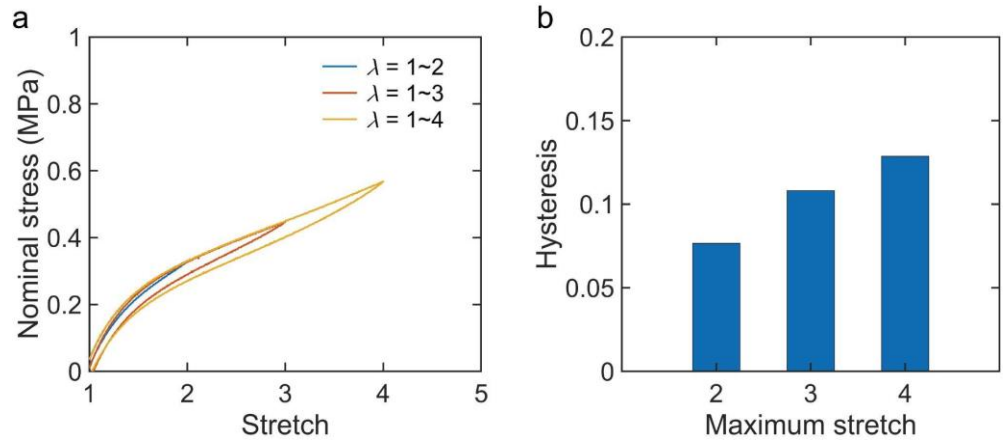 a
1
0.8
0.6
0.4
0.2
0
1 2 3 4 5
Nominal stress (MPa)
Stretch
λ = 1~2
λ = 1~3
λ = 1~4
b
0.2
0.15
0.1
0.05
0
2 3 4
Hysteresis
Maximum stretch